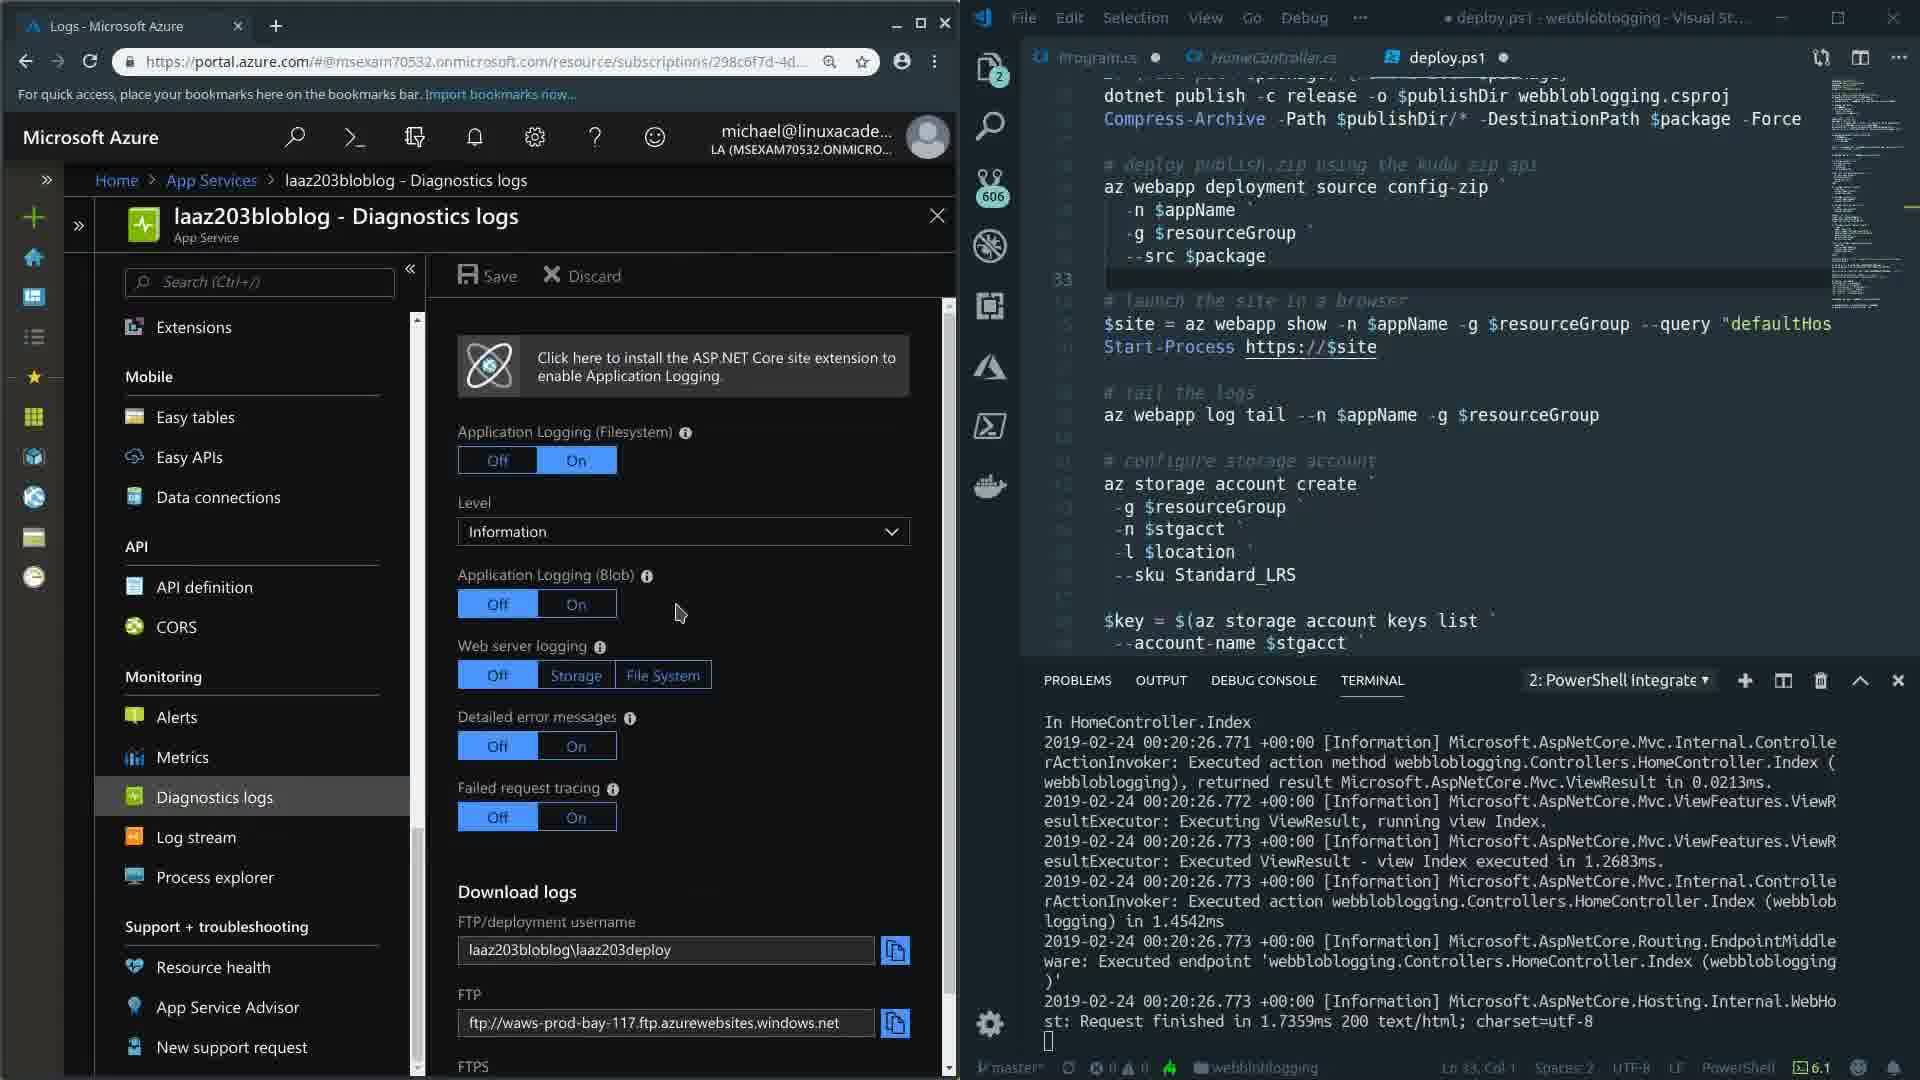 Logs - Microsoft Azure
https://portal.azure.com/#@msexam70532.onmicrosoft.com/resource/subscriptions/298c6f7d-4d...
For quick access, place your bookmarks here on the bookmarks bar. Import bookmarks now...
Microsoft Azure
michael@linuxacade...
LA (MSEXAM70532.ONMICRO...
Home > App Services > laaz203bloblog - Diagnostics logs
laaz203bloblog - Diagnostics logs
App Service
Search (Ctrl+/)
Extensions
Mobile
Easy tables
Easy APIs
Data connections
API
API definition
CORS
Monitoring
Alerts
Metrics
Diagnostics logs
Log stream
Process explorer
Support + troubleshooting
Resource health
App Service Advisor
New support request
Save Discard
Click here to install the ASP.NET Core site extension to
enable Application Logging.
Application Logging (Filesystem)
Off On
Level
Information
Application Logging (Blob)
Off On
Web server logging
Off Storage File System
Detailed error messages
Off On
Failed request tracing
Off On
Download logs
FTP/deployment username
laaz203bloblog\laaz203deploy
FTP
ftp://waws-prod-bay-117.ftp.azurewebsites.windows.net
FTPS
File Edit Selection View Go Debug ... ● deploy.ps1 - webbloblogging - Visual St...
Program.cs HomeController.cs deploy.ps1
2
606
dotnet publish -c release -o $publishDir webbloblogging.csproj
Compress-Archive -Path $publishDir/* -DestinationPath $package -Force
# deploy publish.zip using the kudu zip api
az webapp deployment source config-zip `
-n $appName `
-g $resourceGroup `
--src $package
33
# launch the site in a browser
$site = az webapp show -n $appName -g $resourceGroup --query "defaultHos
Start-Process https://$site
# tail the logs
az webapp log tail --n $appName -g $resourceGroup
# configure storage account
az storage account create `
-g $resourceGroup `
-n $stgacct `
-l $location `
--sku Standard_LRS
$key = $(az storage account keys list `
--account-name $stgacct `
PROBLEMS OUTPUT DEBUG CONSOLE TERMINAL 2: PowerShell Integrate
In HomeController.Index
2019-02-24 00:20:26.771 +00:00 [Information] Microsoft.AspNetCore.Mvc.Internal.Controlle
rActionInvoker: Executed action method webbloblogging.Controllers.HomeController.Index (
webbloblogging), returned result Microsoft.AspNetCore.Mvc.ViewResult in 0.0213ms.
2019-02-24 00:20:26.772 +00:00 [Information] Microsoft.AspNetCore.Mvc.ViewFeatures.ViewR
esultExecutor: Executing ViewResult, running view Index.
2019-02-24 00:20:26.773 +00:00 [Information] Microsoft.AspNetCore.Mvc.ViewFeatures.ViewR
esultExecutor: Executed ViewResult - view Index executed in 1.2683ms.
2019-02-24 00:20:26.773 +00:00 [Information] Microsoft.AspNetCore.Mvc.Internal.Controlle
rActionInvoker: Executed action webbloblogging.Controllers.HomeController.Index (webblob
logging) in 1.4542ms
2019-02-24 00:20:26.773 +00:00 [Information] Microsoft.AspNetCore.Routing.EndpointMiddle
ware: Executed endpoint 'webbloblogging.Controllers.HomeController.Index (webbloblogging
)'
2019-02-24 00:20:26.773 +00:00 [Information] Microsoft.AspNetCore.Hosting.Internal.WebHo
st: Request finished in 1.7359ms 200 text/html; charset=utf-8
master* 0 0 webbloblogging Ln 33, Col 1 Spaces: 2 UTF-8 LF PowerShell 6.1